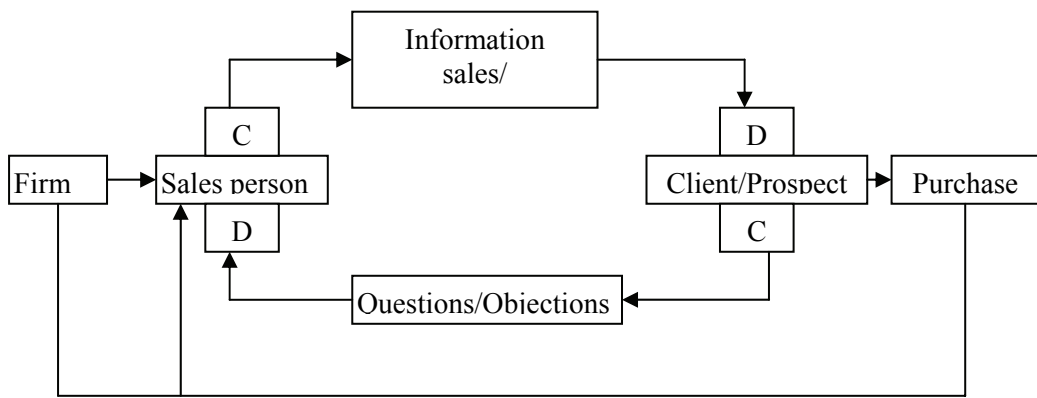 Information
sales/
C
D
Firm
Sales person
Client/Prospect
Purchase
D
C
Questions/Objections